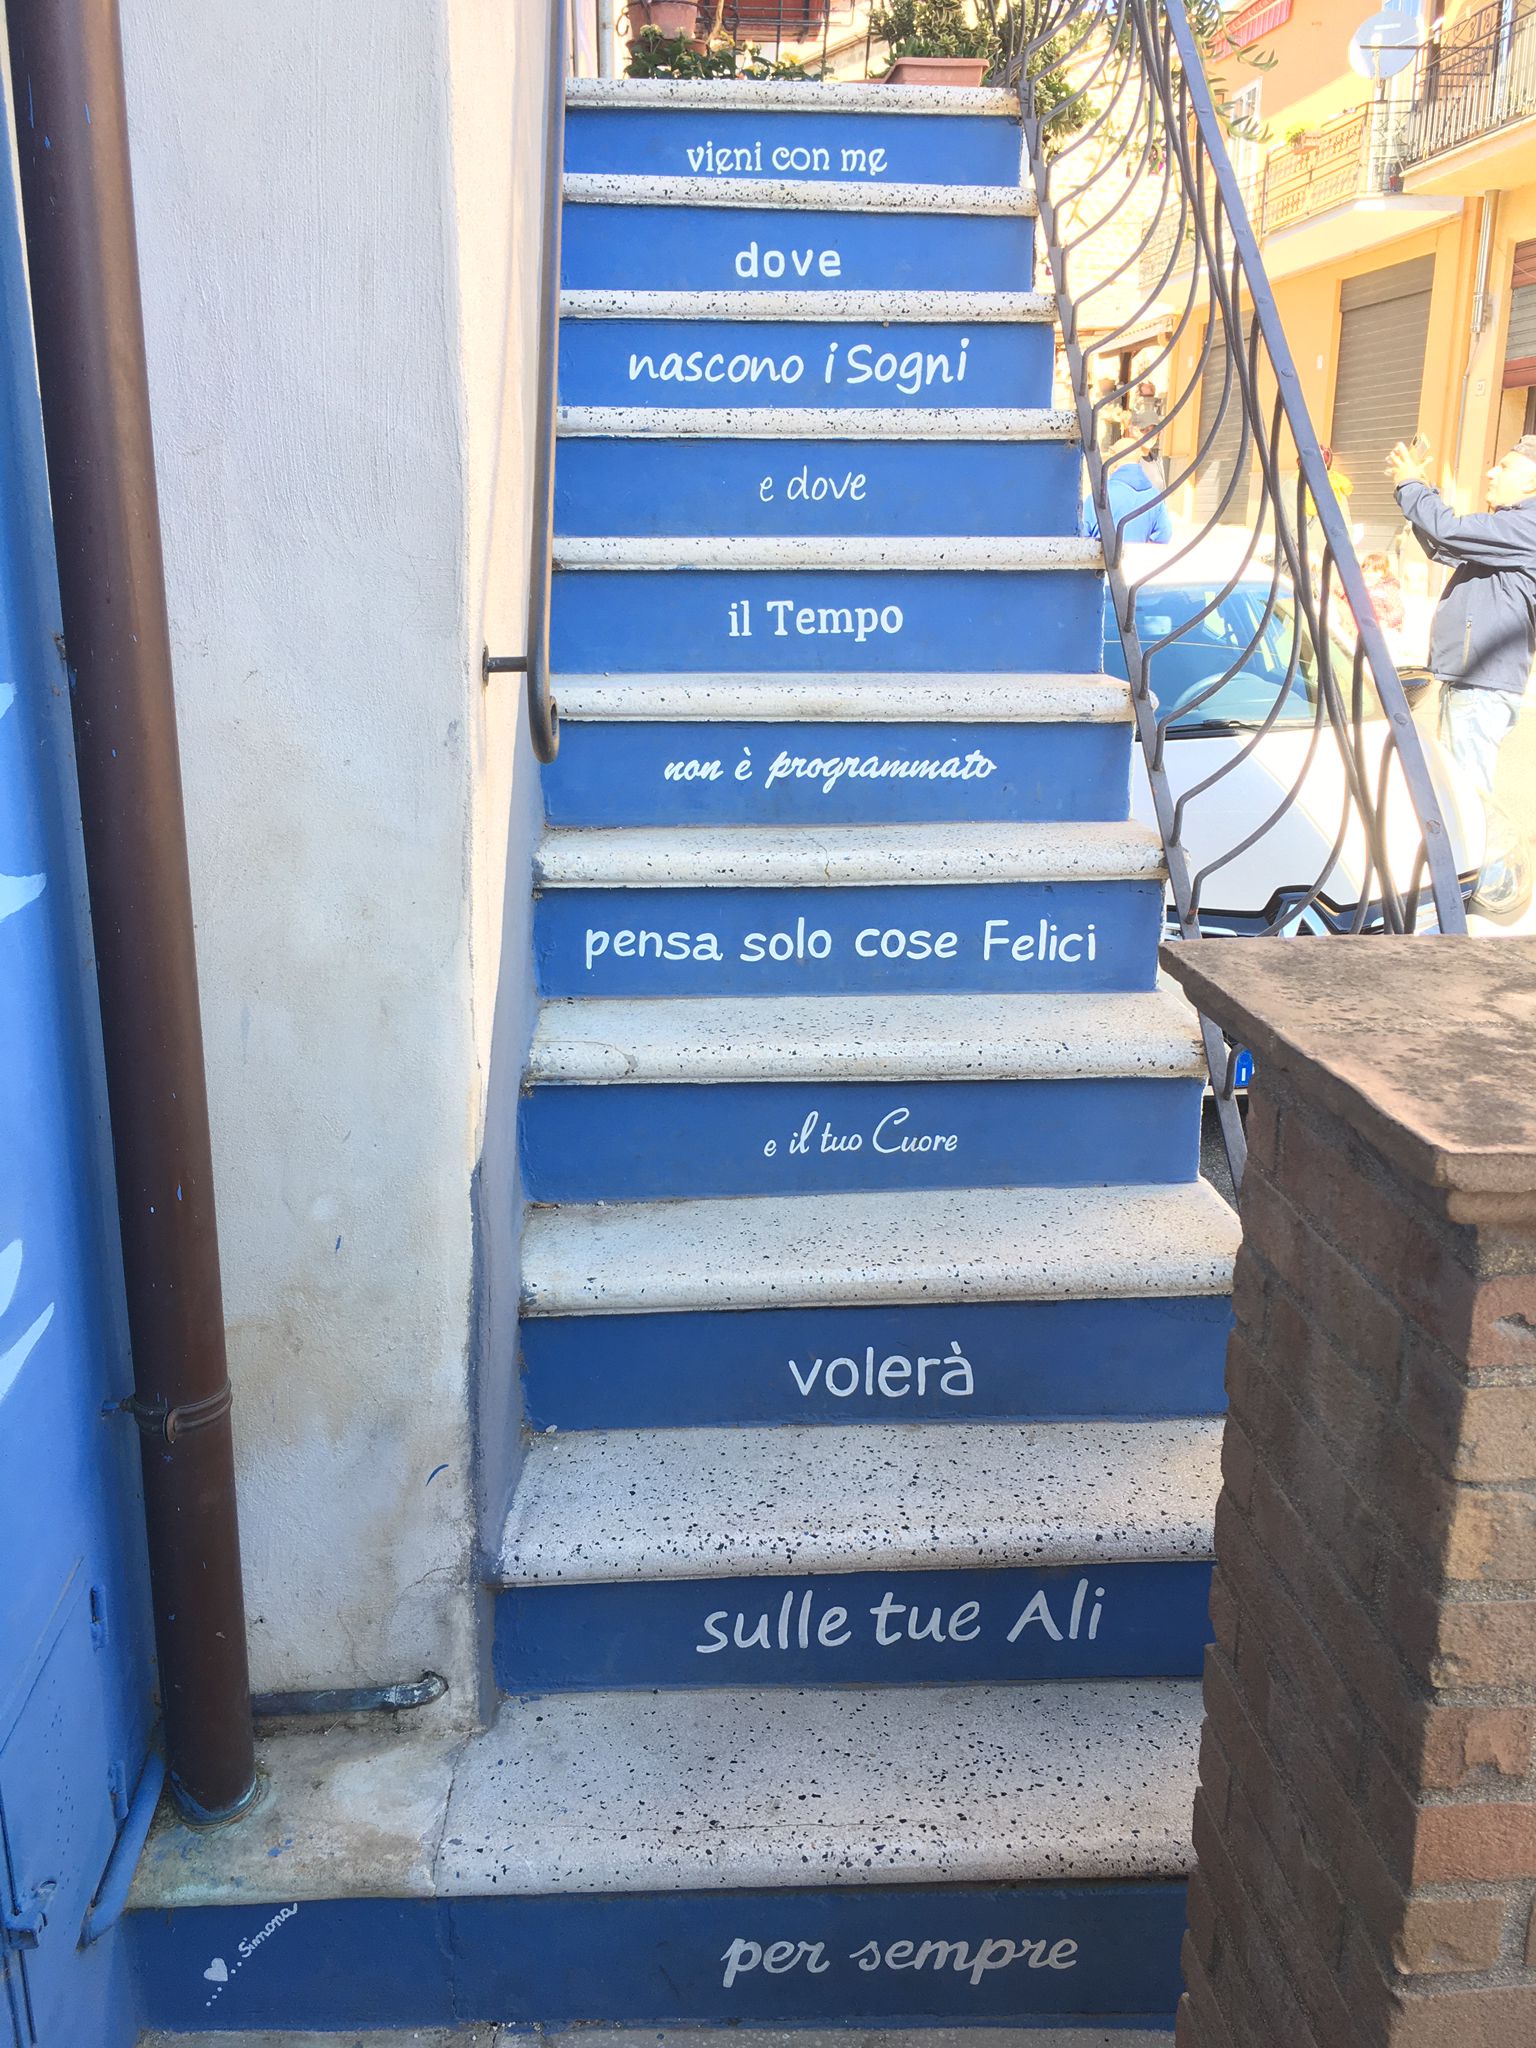 vieni con me
dove
nascono i Sogni
e dove
il Tempo
non è programmato
pensa solo cose Felici
e il tuo Cuore
volerà
sulle tue Ali
per sempre
Simona
I